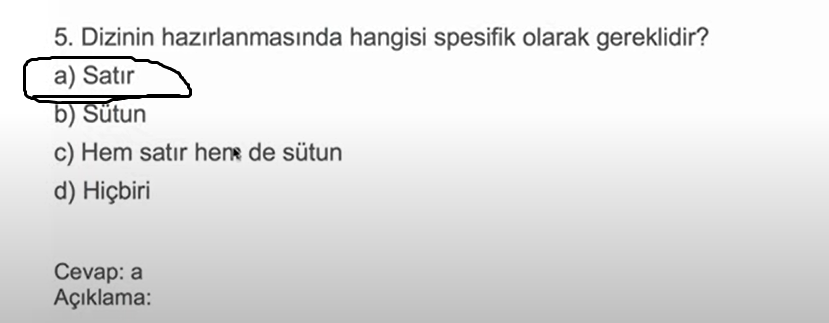 5. Dizinin hazırlanmasında hangisi spesifik olarak gereklidir?
a) Satır
b) Sütun
c) Hem satır hem de sütun
d) Hiçbiri
Cevap: a
Açıklama: